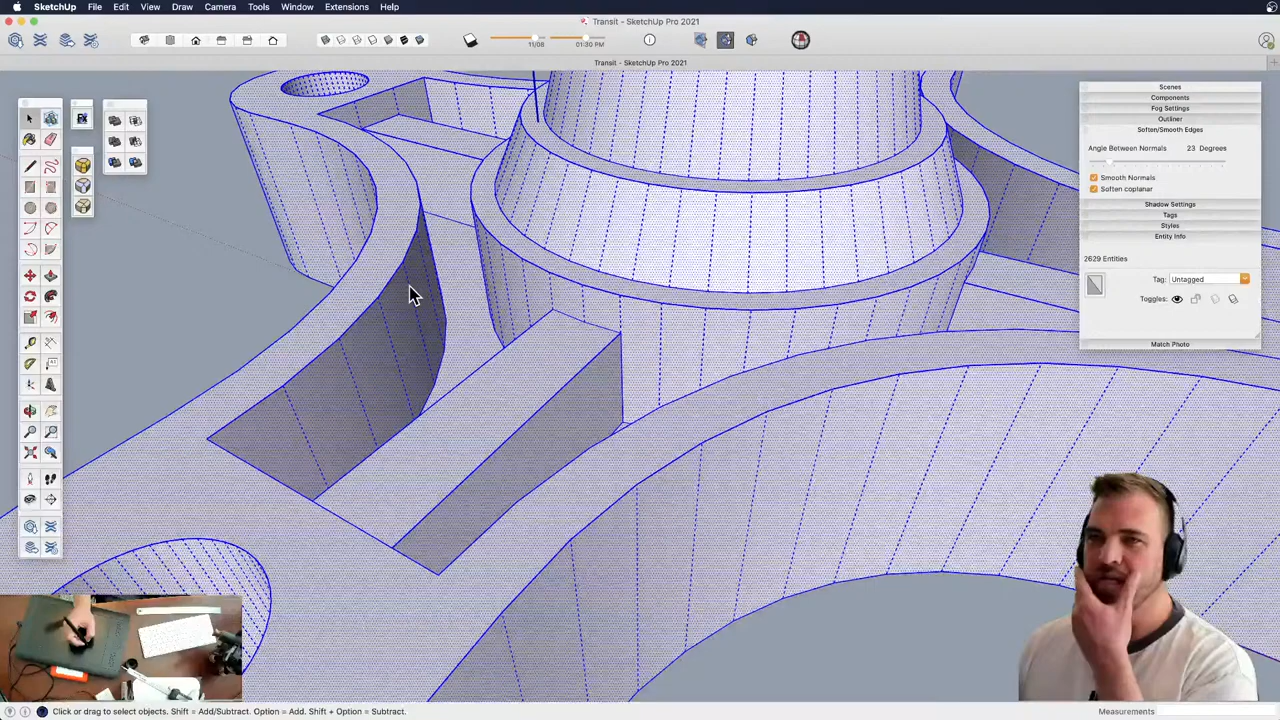 SketchUp File Edit View Draw Camera Tools Window Extensions Help
Transit - SketchUp Pro 2021
11/08 01:30 PM
Transit - SketchUp Pro 2021
Scenes
Components
Fog Settings
Outliner
Soften/Smooth Edges
Angle Between Normals 23 Degrees
Smooth Normals
Soften coplanar
Shadow Settings
Tags
Styles
Entity Info
2629 Entities
Tag: Untagged
Toggles:
Match Photo
Click or drag to select objects. Shift = Add/Subtract. Option = Add. Shift + Option = Subtract.
Measurements